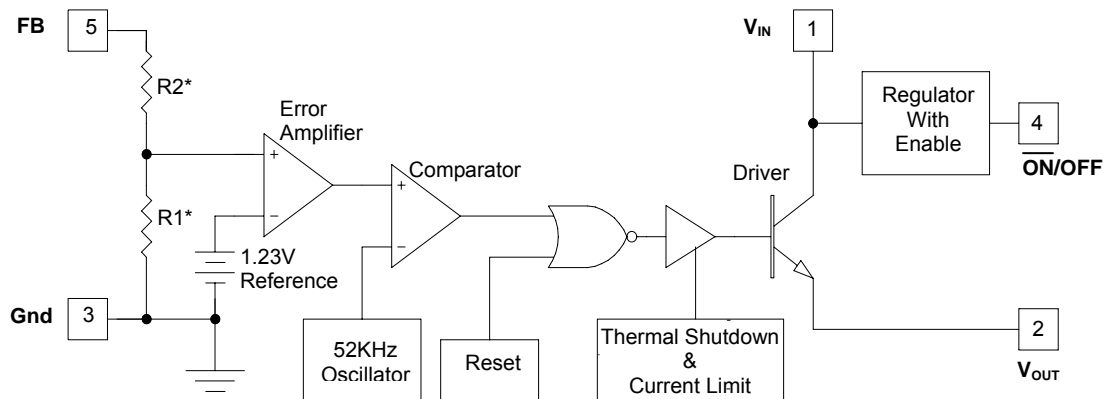 FB
5
R2*
Error
Amplifier
+
−
R1*
1.23V
Reference
Gnd
3
Comparator
+
−
52KHz
Oscillator
Reset
Thermal Shutdown
&
Current Limit
Driver
VIN
1
Regulator
With
Enable
4
ON/OFF
2
VOUT